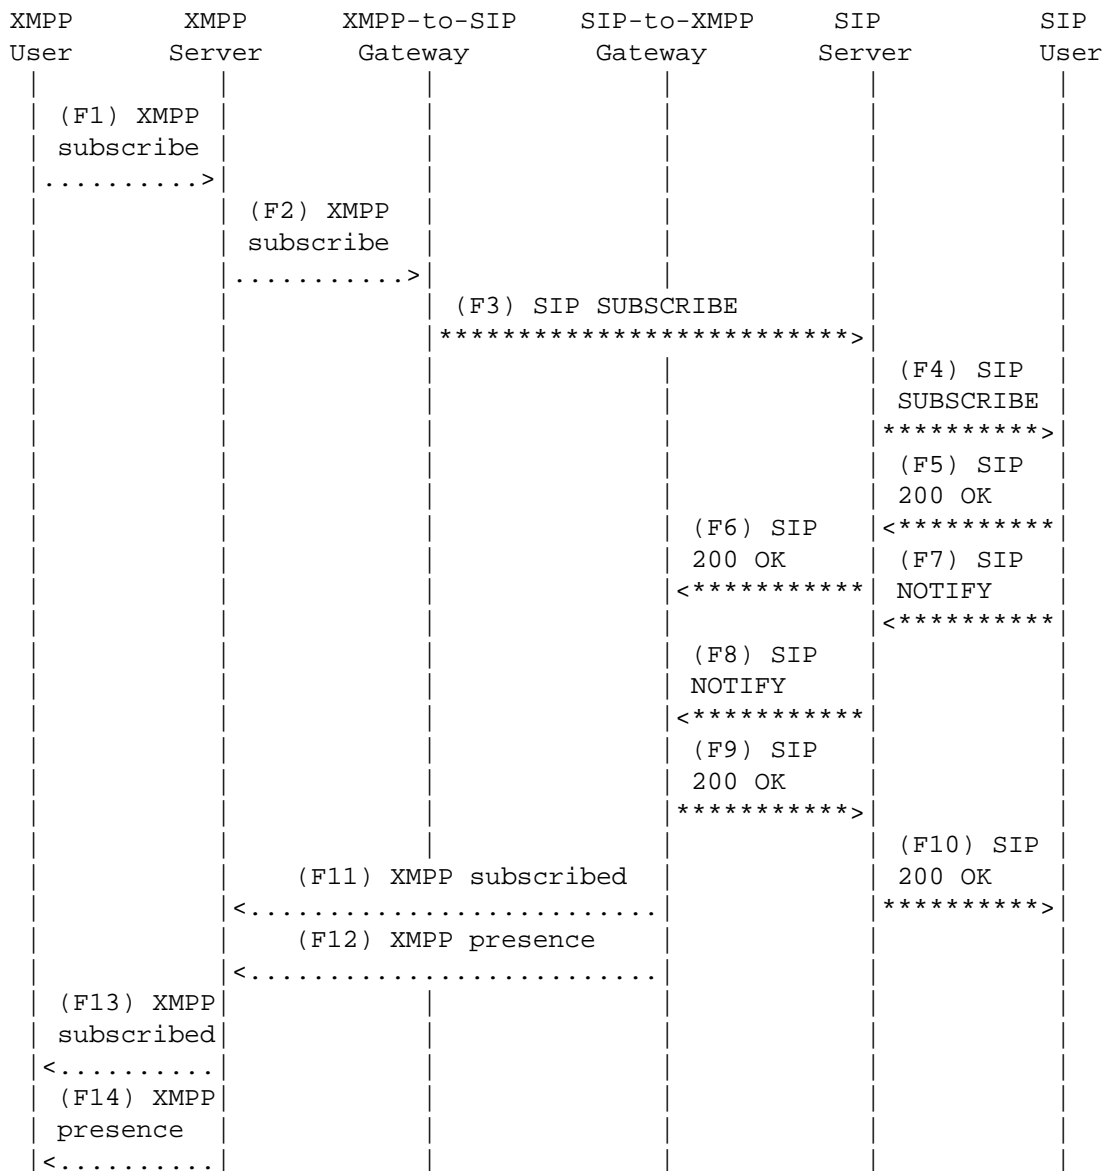 XMPP XMPP XMPP-to-SIP SIP-to-XMPP SIP SIP
User Server Gateway Gateway Server User
(F1) XMPP
subscribe
..........>
(F2) XMPP
subscribe
...........>
(F3) SIP SUBSCRIBE
**************************>
(F4) SIP
SUBSCRIBE
**********>
(F5) SIP
200 OK
(F6) SIP <**********
200 OK (F7) SIP
<*********** NOTIFY
<**********
(F8) SIP
NOTIFY
<***********
(F9) SIP
200 OK
***********>
(F10) SIP
(F11) XMPP subscribed 200 OK
<.......................... **********>
(F12) XMPP presence
<..........................
(F13) XMPP
subscribed
<..........
(F14) XMPP
presence
<..........